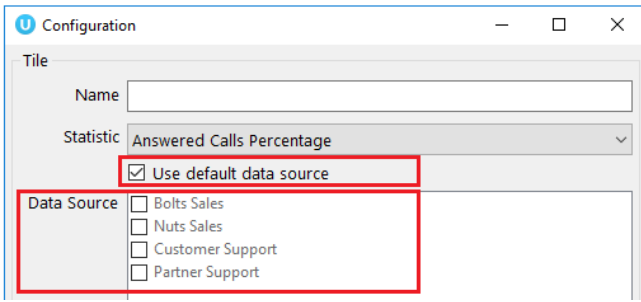 U Configuration
Tile
Name
Statistic Answered Calls Percentage
Use default data source
Data Source Bolts Sales
Nuts Sales
Customer Support
Partner Support